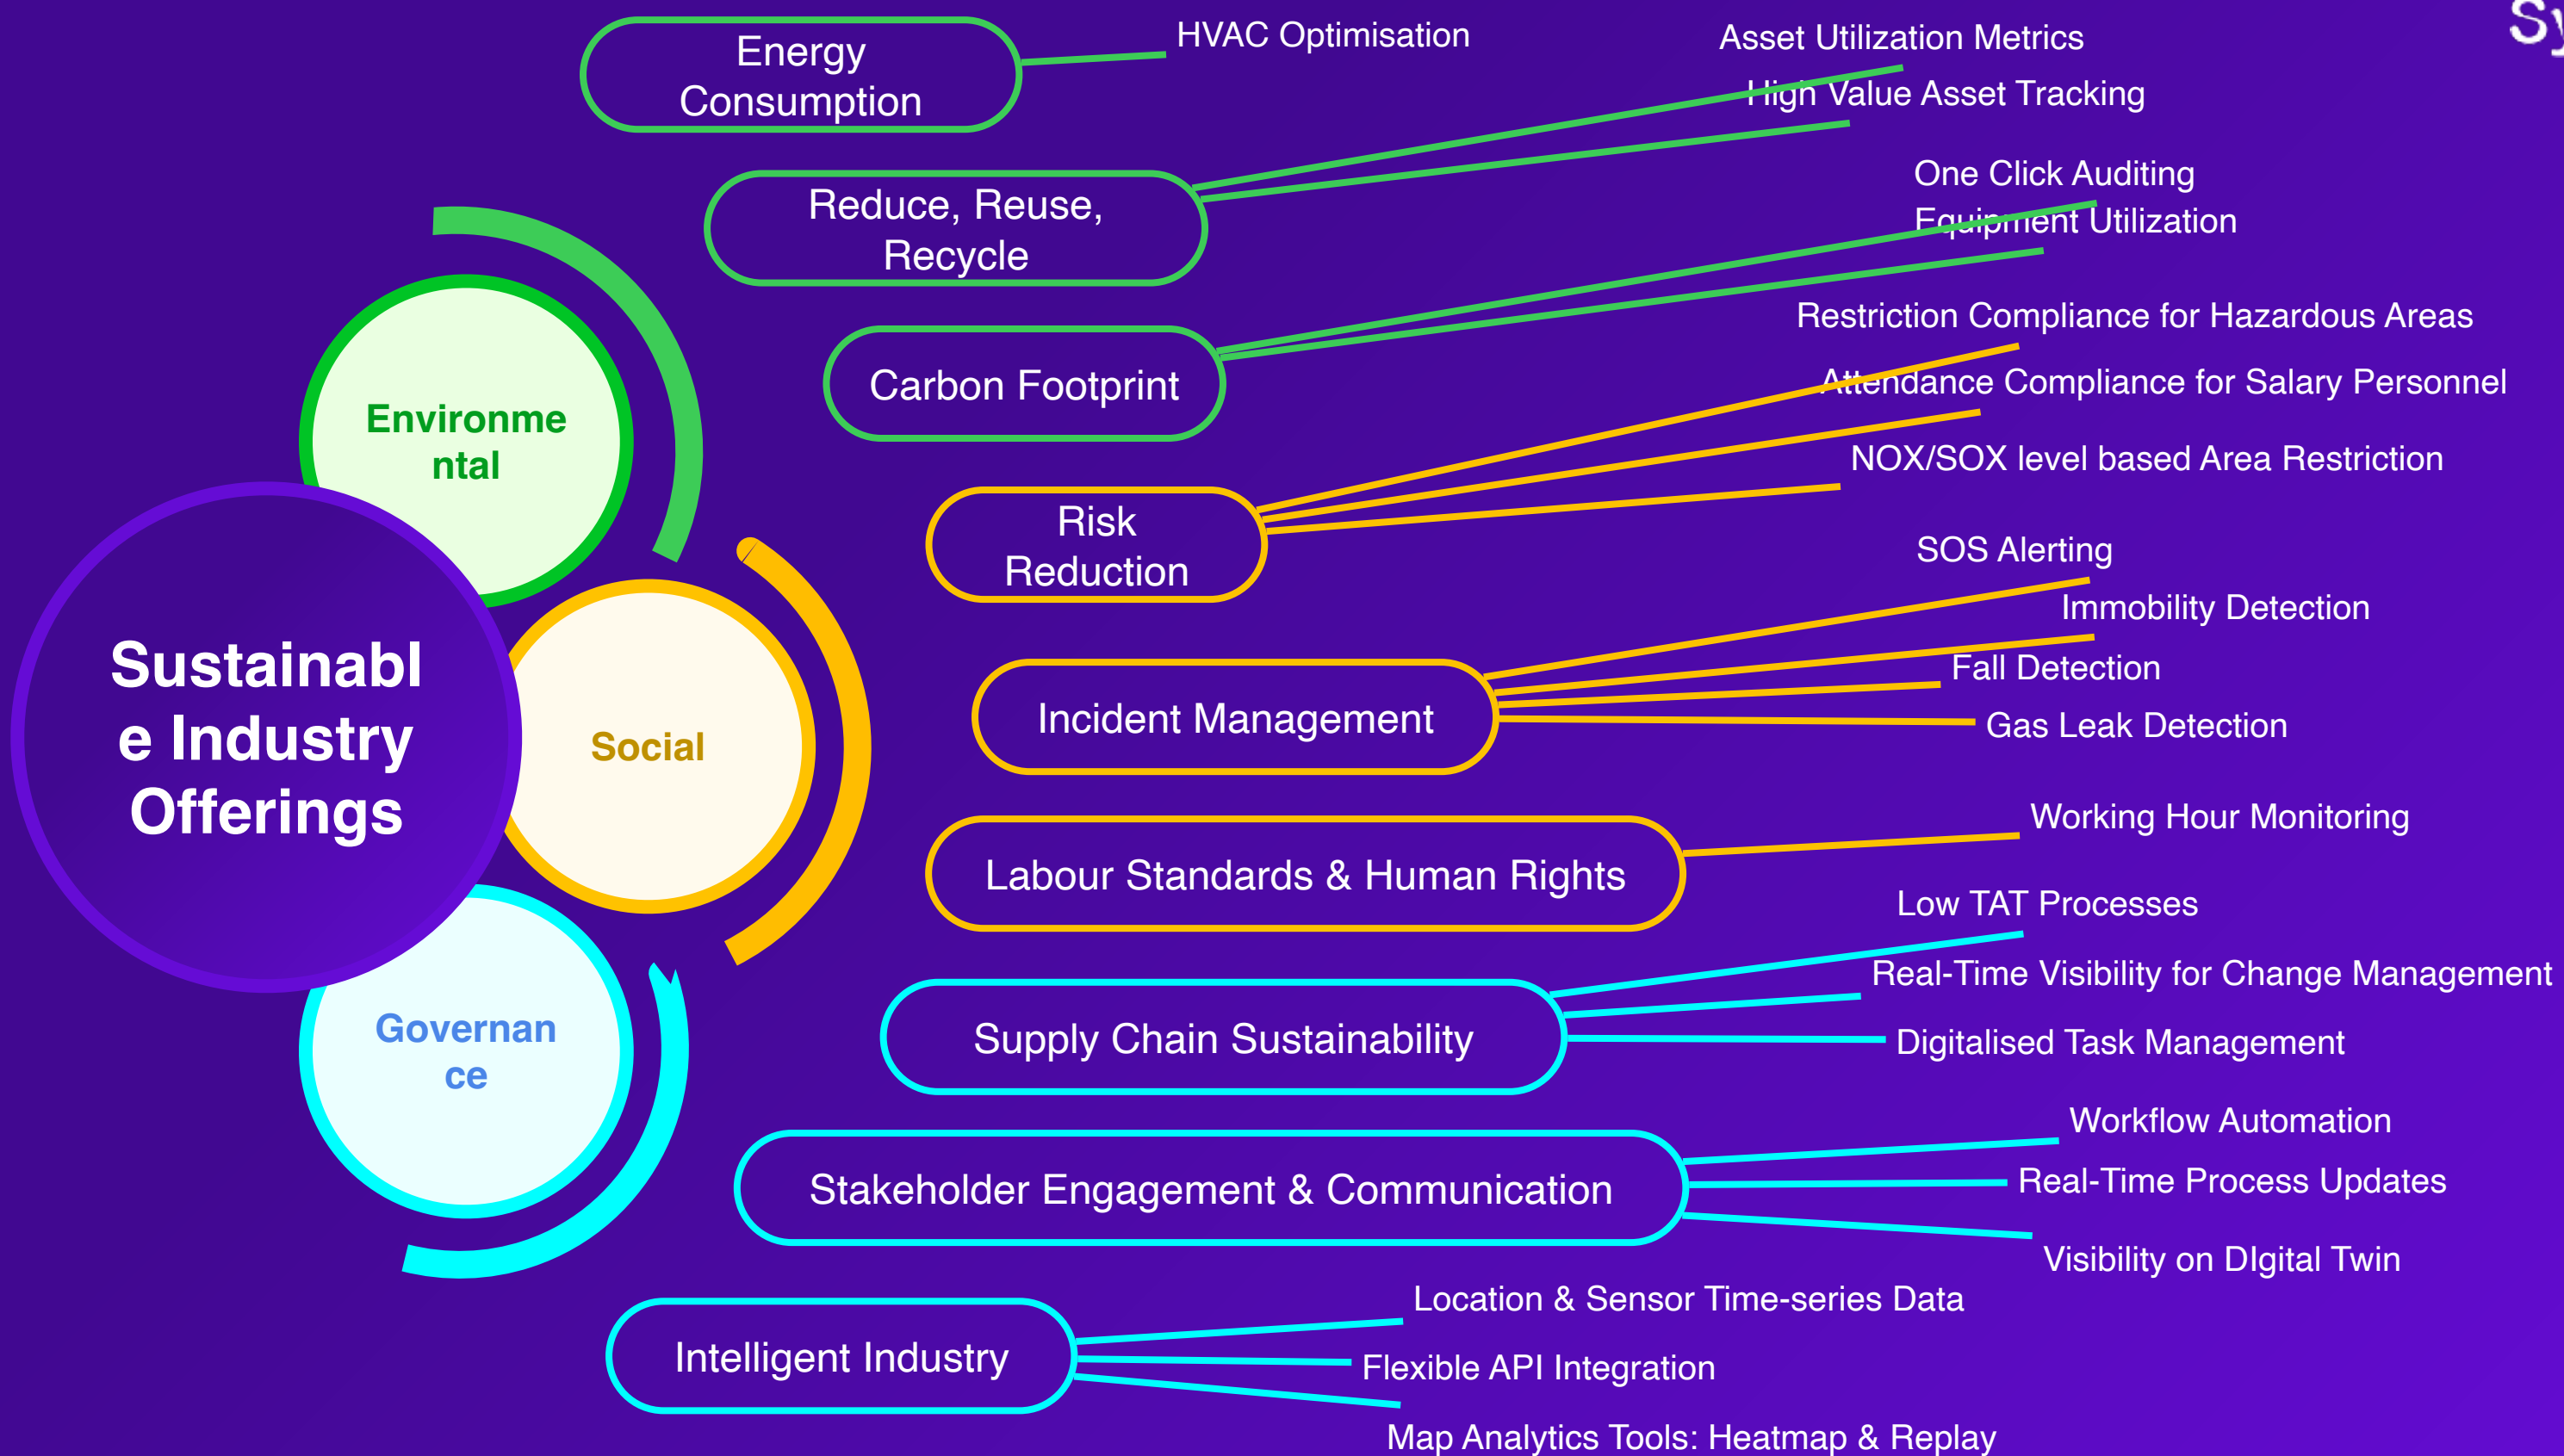 Sustainabl
e Industry
Offerings
Environme
ntal
Social
Governan
ce
Energy
Consumption
HVAC Optimisation
Reduce, Reuse,
Recycle
Asset Utilization Metrics
High Value Asset Tracking
Carbon Footprint
One Click Auditing
Equipment Utilization
Risk
Reduction
Restriction Compliance for Hazardous Areas
Attendance Compliance for Salary Personnel
NOX/SOX level based Area Restriction
Incident Management
SOS Alerting
Immobility Detection
Fall Detection
Gas Leak Detection
Labour Standards & Human Rights
Working Hour Monitoring
Supply Chain Sustainability
Low TAT Processes
Real-Time Visibility for Change Management
Digitalised Task Management
Stakeholder Engagement & Communication
Workflow Automation
Real-Time Process Updates
Visibility on DIgital Twin
Intelligent Industry
Location & Sensor Time-series Data
Flexible API Integration
Map Analytics Tools: Heatmap & Replay